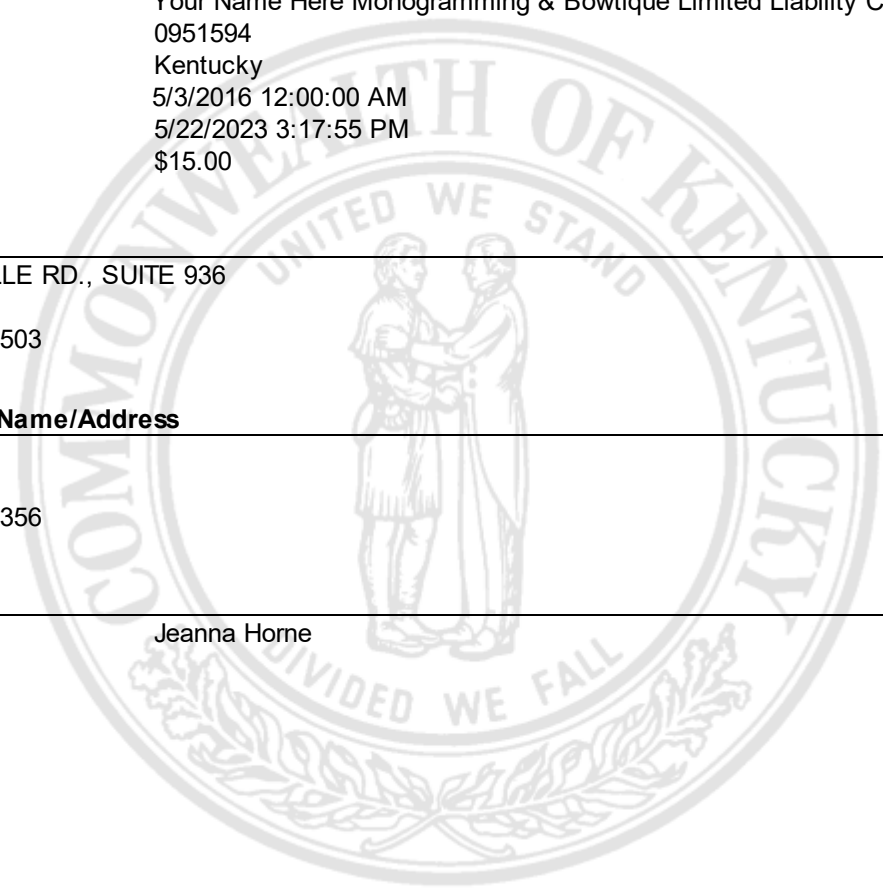 Your Name Here Monogramming & Bowtique Limited Liability C
0951594
Kentucky
5/3/2016 12:00:00 AM
5/22/2023 3:17:55 PM
$15.00
LLE RD., SUITE 936
503
Name/Address
356
Jeanna Horne
COMMONWEALTH OF KENTUCKY
UNITED WE STAND
DIVIDED WE FALL